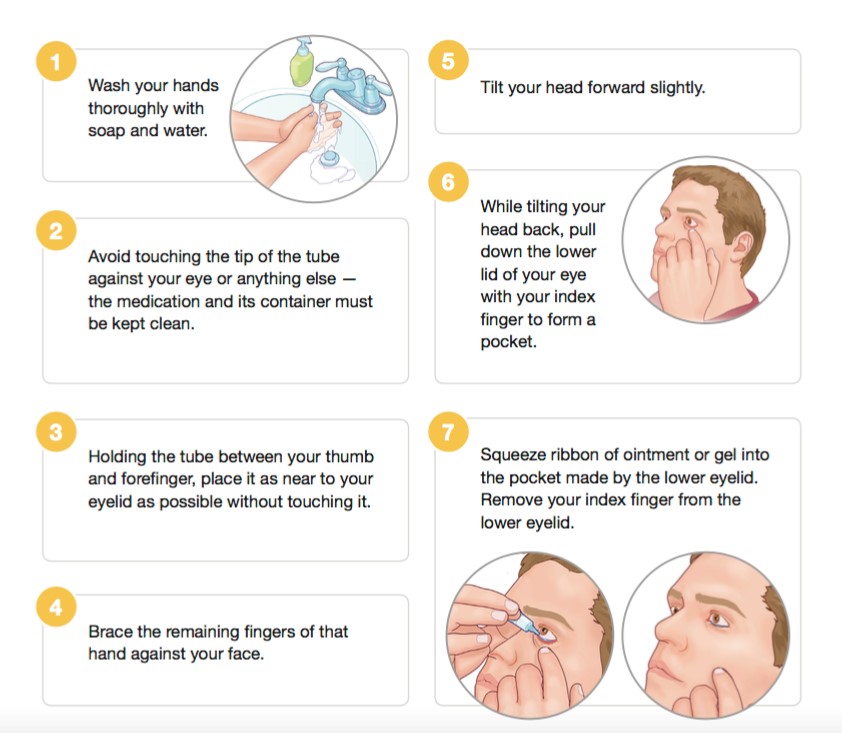 1
Wash your hands
thoroughly with
soap and water.
2
Avoid touching the tip of the tube
against your eye or anything else —
the medication and its container must
be kept clean.
3
Holding the tube between your thumb
and forefinger, place it as near to your
eyelid as possible without touching it.
4
Brace the remaining fingers of that
hand against your face.
5
Tilt your head forward slightly.
6
While tilting your
head back, pull
down the lower
lid of your eye
with your index
finger to form a
pocket.
7
Squeeze ribbon of ointment or gel into
the pocket made by the lower eyelid.
Remove your index finger from the
lower eyelid.